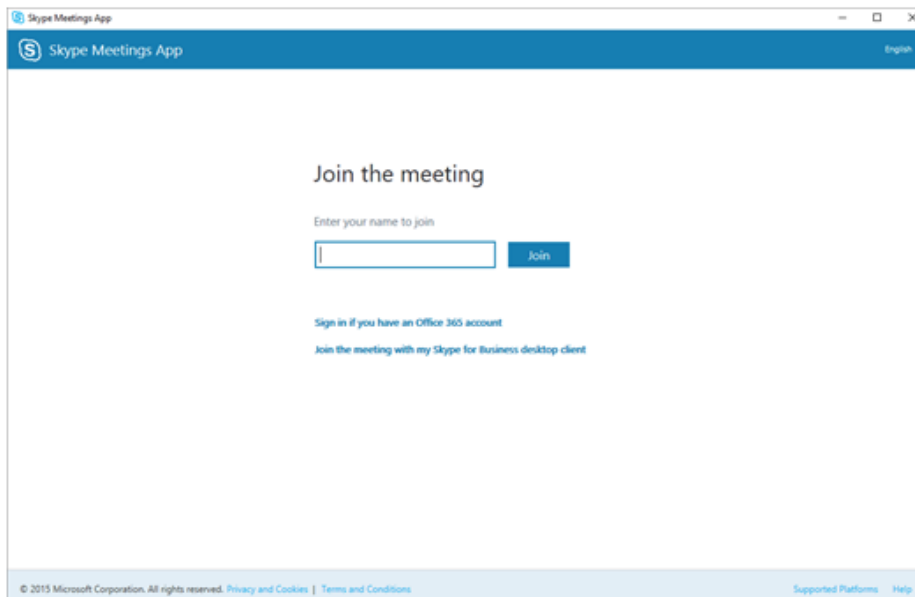 Skype Meetings App
Skype Meetings App English
Join the meeting
Enter your name to join
Join
Sign in if you have an Office 365 account
Join the meeting with my Skype for Business desktop client
© 2015 Microsoft Corporation. All rights reserved. Privacy and Cookies | Terms and Conditions Supported Platforms Help